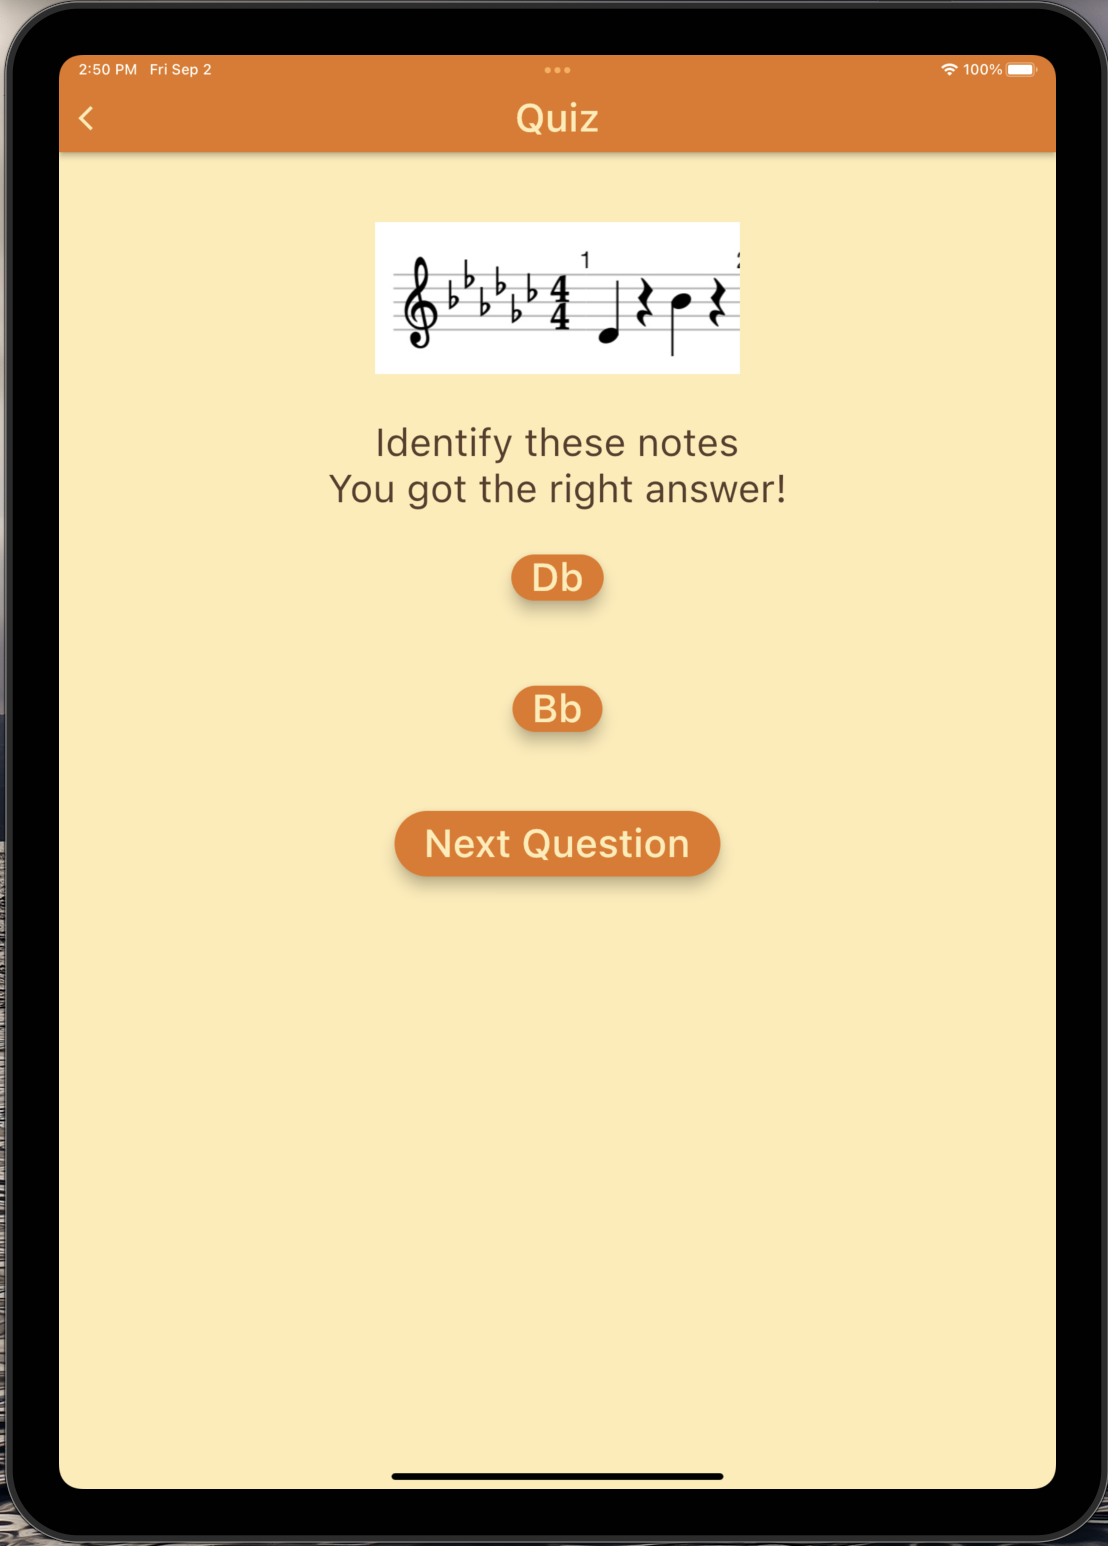 2:50 PM Fri Sep 2 100%
Quiz
1
4
4
Identify these notes
You got the right answer!
Db
Bb
Next Question